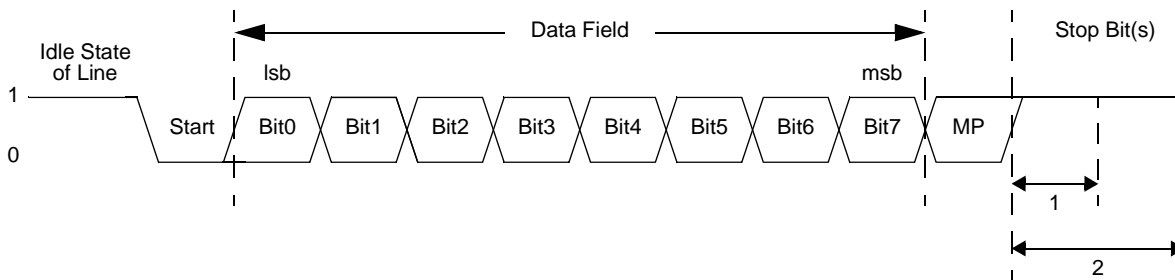 Data Field
Stop Bit(s)
Idle State
of Line
lsb
msb
1
Start
Bit0
Bit1
Bit2
Bit3
Bit4
Bit5
Bit6
Bit7
MP
0
1
2